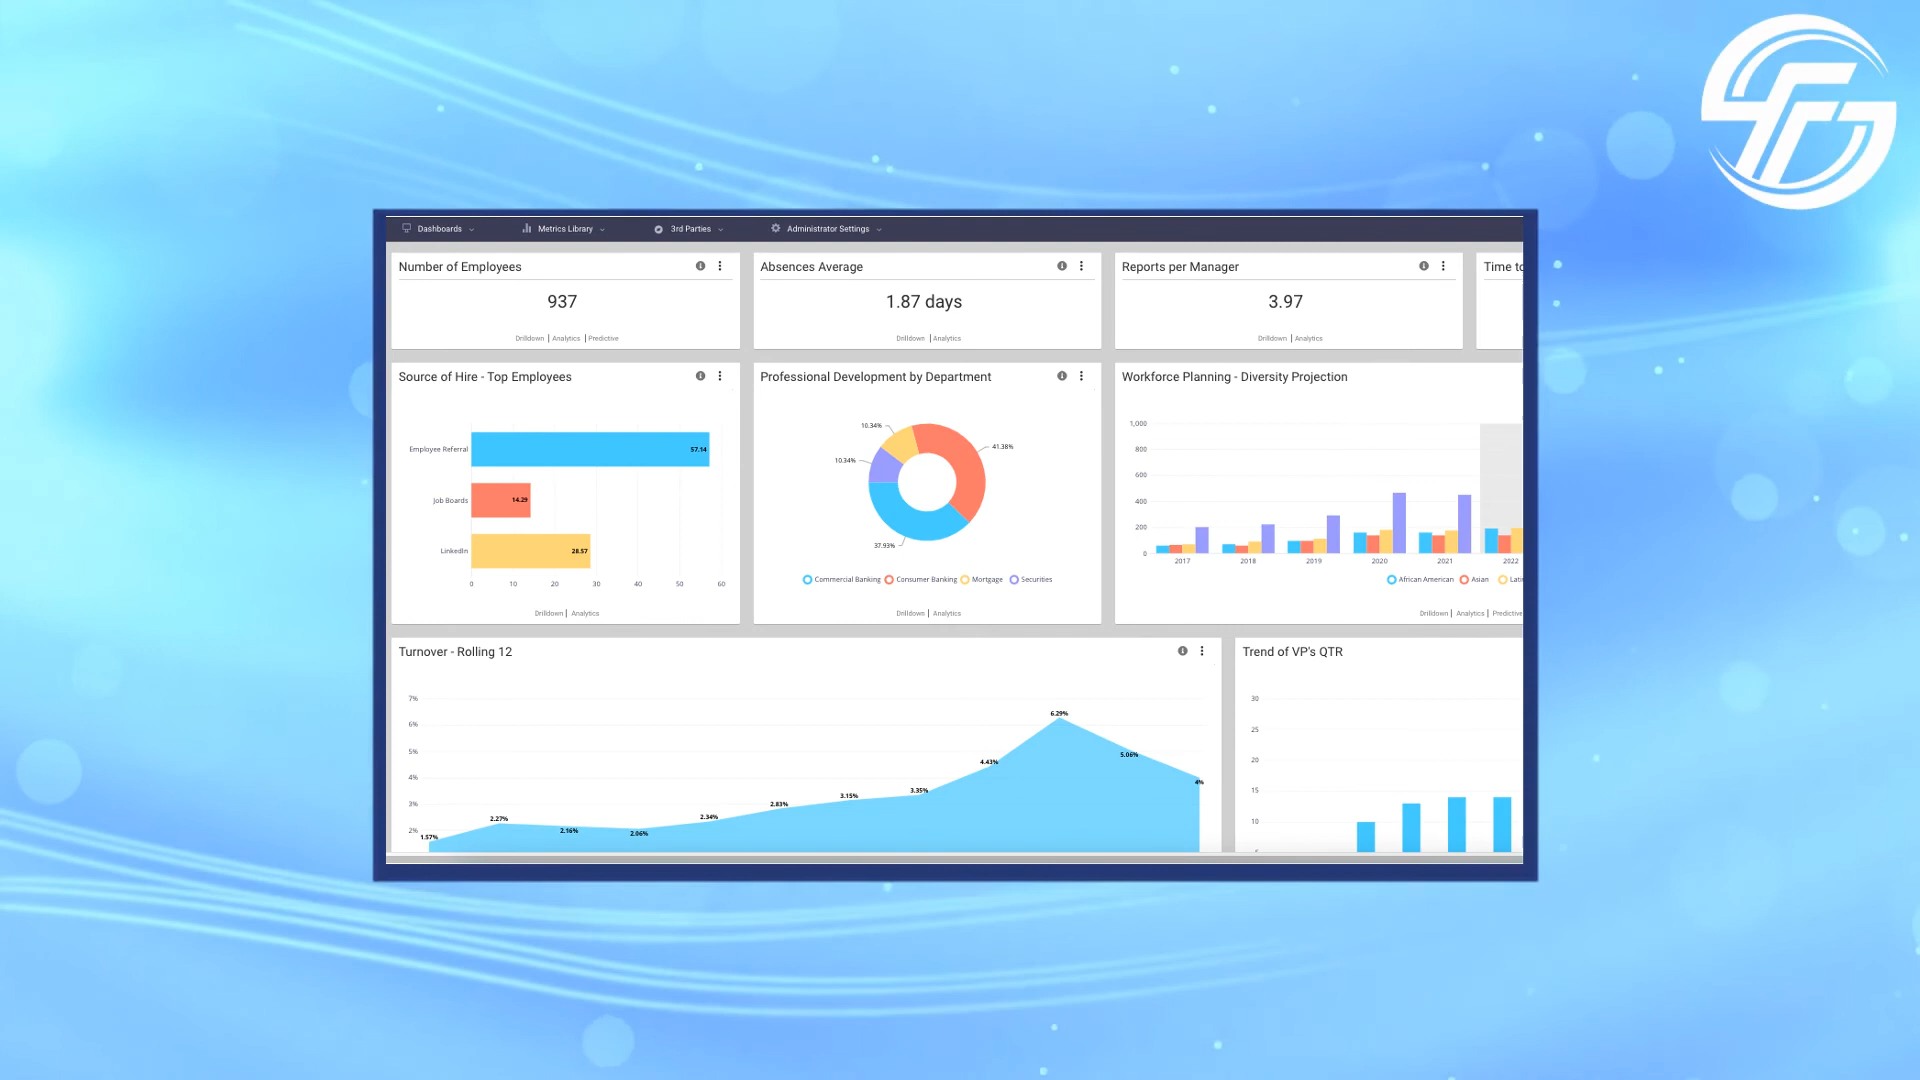 Dashboards Metrics Library 3rd Parties Administrator Settings
Number of Employees
937
Drilldown | Analytics | Predictive
Absences Average
1.87 days
Drilldown | Analytics
Reports per Manager
3.97
Drilldown | Analytics
Time to
Source of Hire - Top Employees
Employee Referral 57.14
Job Boards 14.29
LinkedIn 28.57
0 10 20 30 40 50 60
Drilldown | Analytics
Professional Development by Department
10.34%
41.38%
10.34%
37.93%
Commercial Banking Consumer Banking Mortgage Securities
Drilldown | Analytics
Workforce Planning - Diversity Projection
1,000
800
600
400
200
0
2017 2018 2019 2020 2021 2022
African American Asian Lati
Drilldown | Analytics | Predictive
Turnover - Rolling 12
7%
6%
5%
4%
3%
2%
1.57% 2.27% 2.16% 2.06% 2.34% 2.83% 3.15% 3.35% 4.43% 6.29% 5.06% 4%
Trend of VP's QTR
30
25
20
15
10